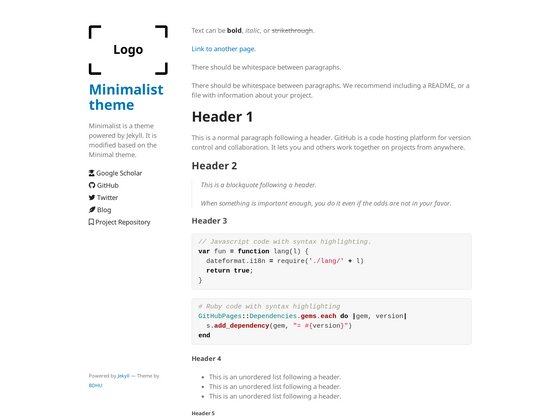 Logo
Minimalist
theme
Minimalist is a theme
powered by Jekyll. It is
modified based on the
Minimal theme.
Google Scholar
GitHub
Twitter
Blog
Project Repository
Powered by Jekyll — Theme by
BDHU
Text can be bold, italic, or strikethrough.
Link to another page.
There should be whitespace between paragraphs.
There should be whitespace between paragraphs. We recommend including a README, or a
file with information about your project.
Header 1
This is a normal paragraph following a header. GitHub is a code hosting platform for version
control and collaboration. It lets you and others work together on projects from anywhere.
Header 2
This is a blockquote following a header.
When something is important enough, you do it even if the odds are not in your favor.
Header 3
// Javascript code with syntax highlighting.
var fun = function lang(l) {
  dateformat.i18n = require('./lang/' + l)
  return true;
}
# Ruby code with syntax highlighting
GitHubPages::Dependencies.gems.each do |gem, version|
  s.add_dependency(gem, "= #{version}")
end
Header 4
• This is an unordered list following a header.
• This is an unordered list following a header.
• This is an unordered list following a header.
Header 5